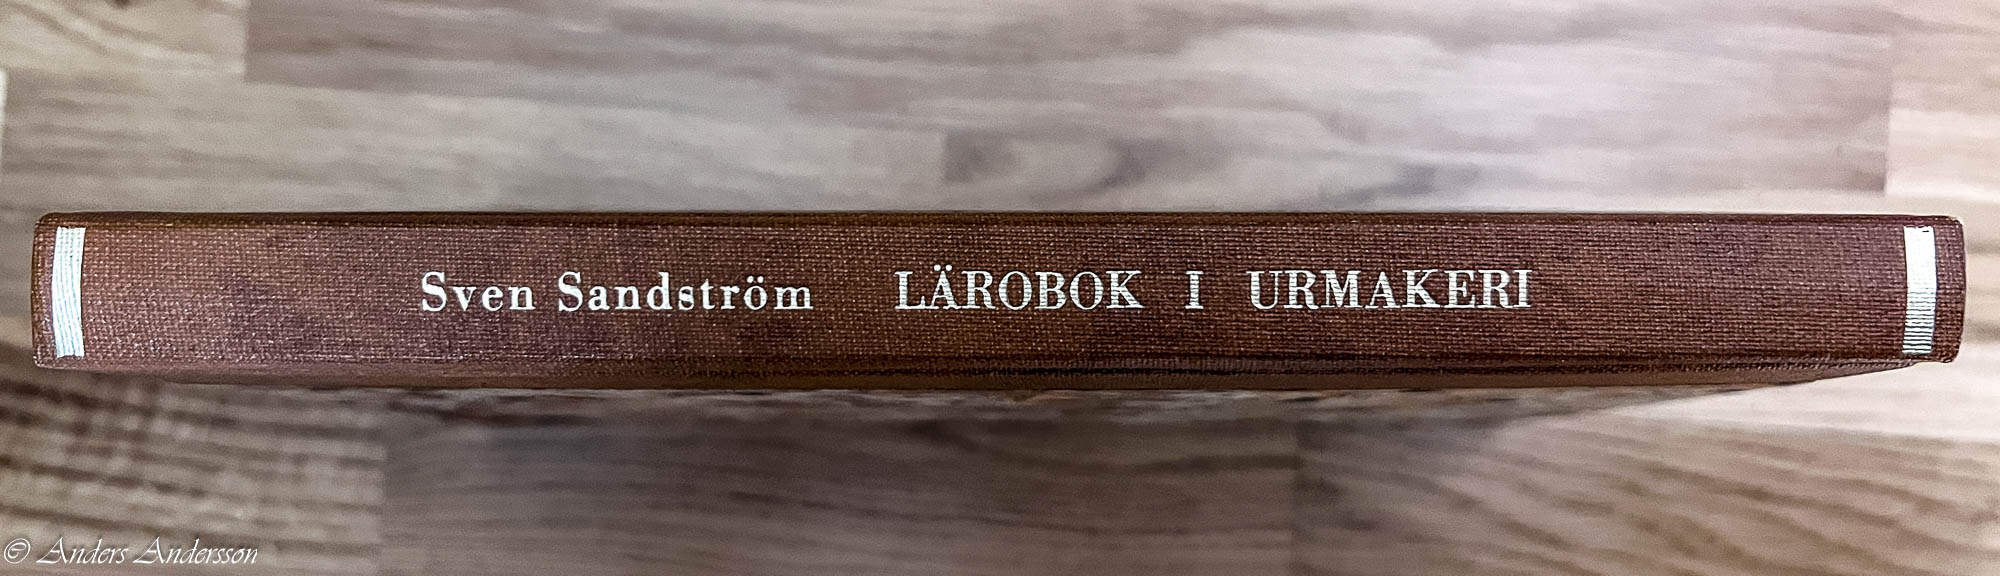 Sven Sandström LÄROBOK I URMAKERI
© Anders Andersson